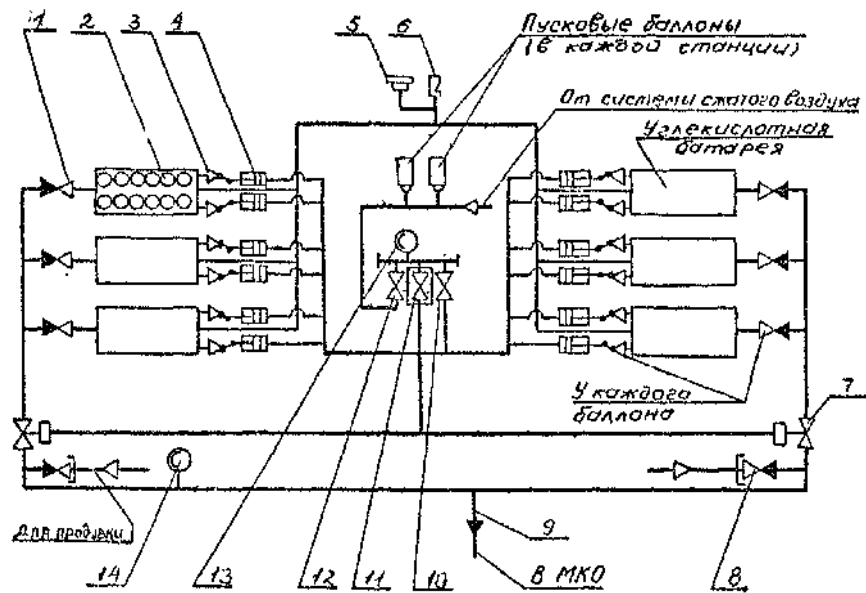 1
2
3
4
5
6
Пусковые баллоны
(в каждой станции)
От системы сжатого воздуха
Углекислотная
батарея
У каждого
баллона
7
Для продувки
14
13
12
11
10
9
В МКО
8